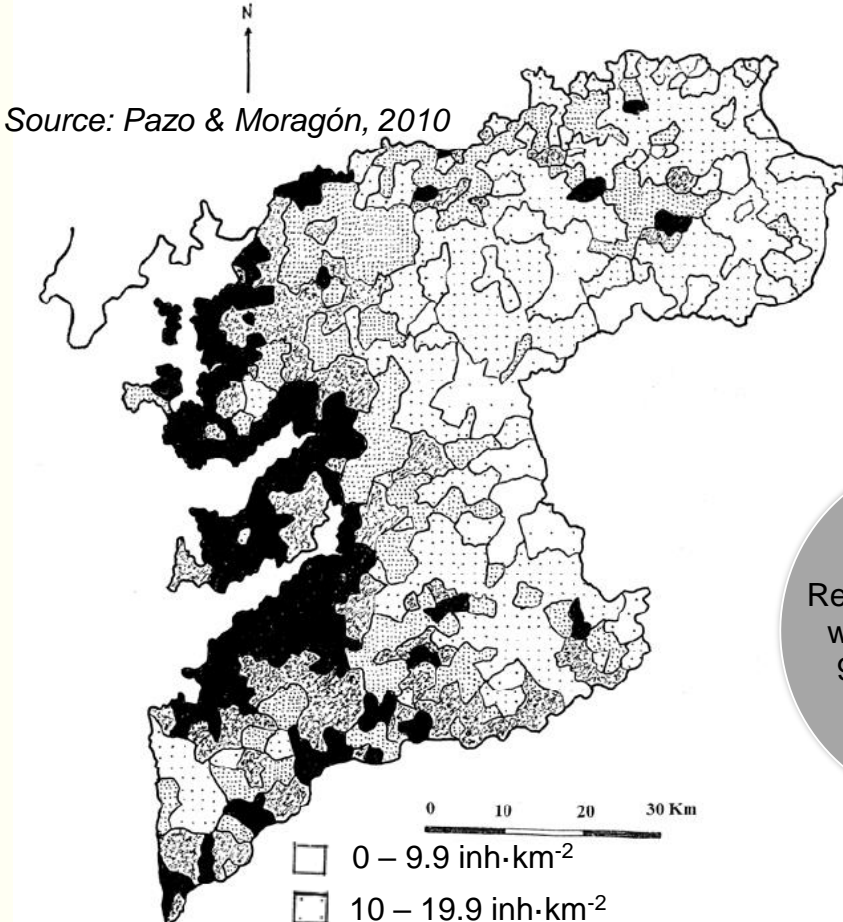 N
Source: Pazo & Moragón, 2010
0 10 20 30 Km
0 – 9.9 inh·km-2
10 – 19.9 inh·km-2